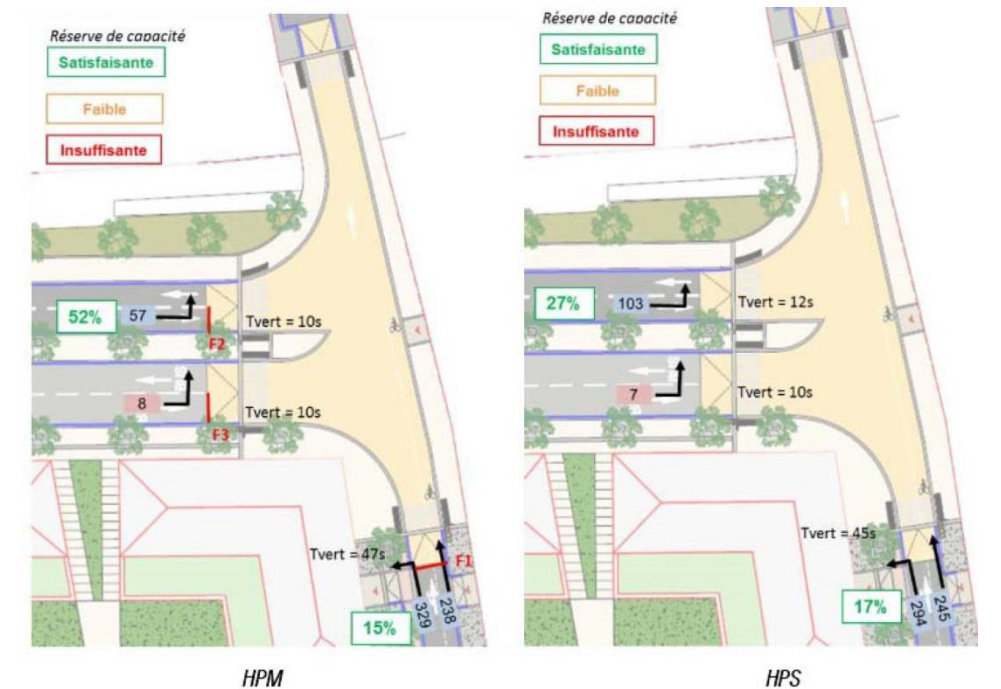 Réserve de capacité
Satisfaisante
Faible
Insuffisante
52%
57
Tvert = 10s
F2
BUS
8
Tvert = 10s
F3
Tvert = 47s
F1
329
238
15%
HPM
Réserve de capacité
Satisfaisante
Faible
Insuffisante
27%
103
Tvert = 12s
7
Tvert = 10s
Tvert = 45s
294
245
17%
HPS